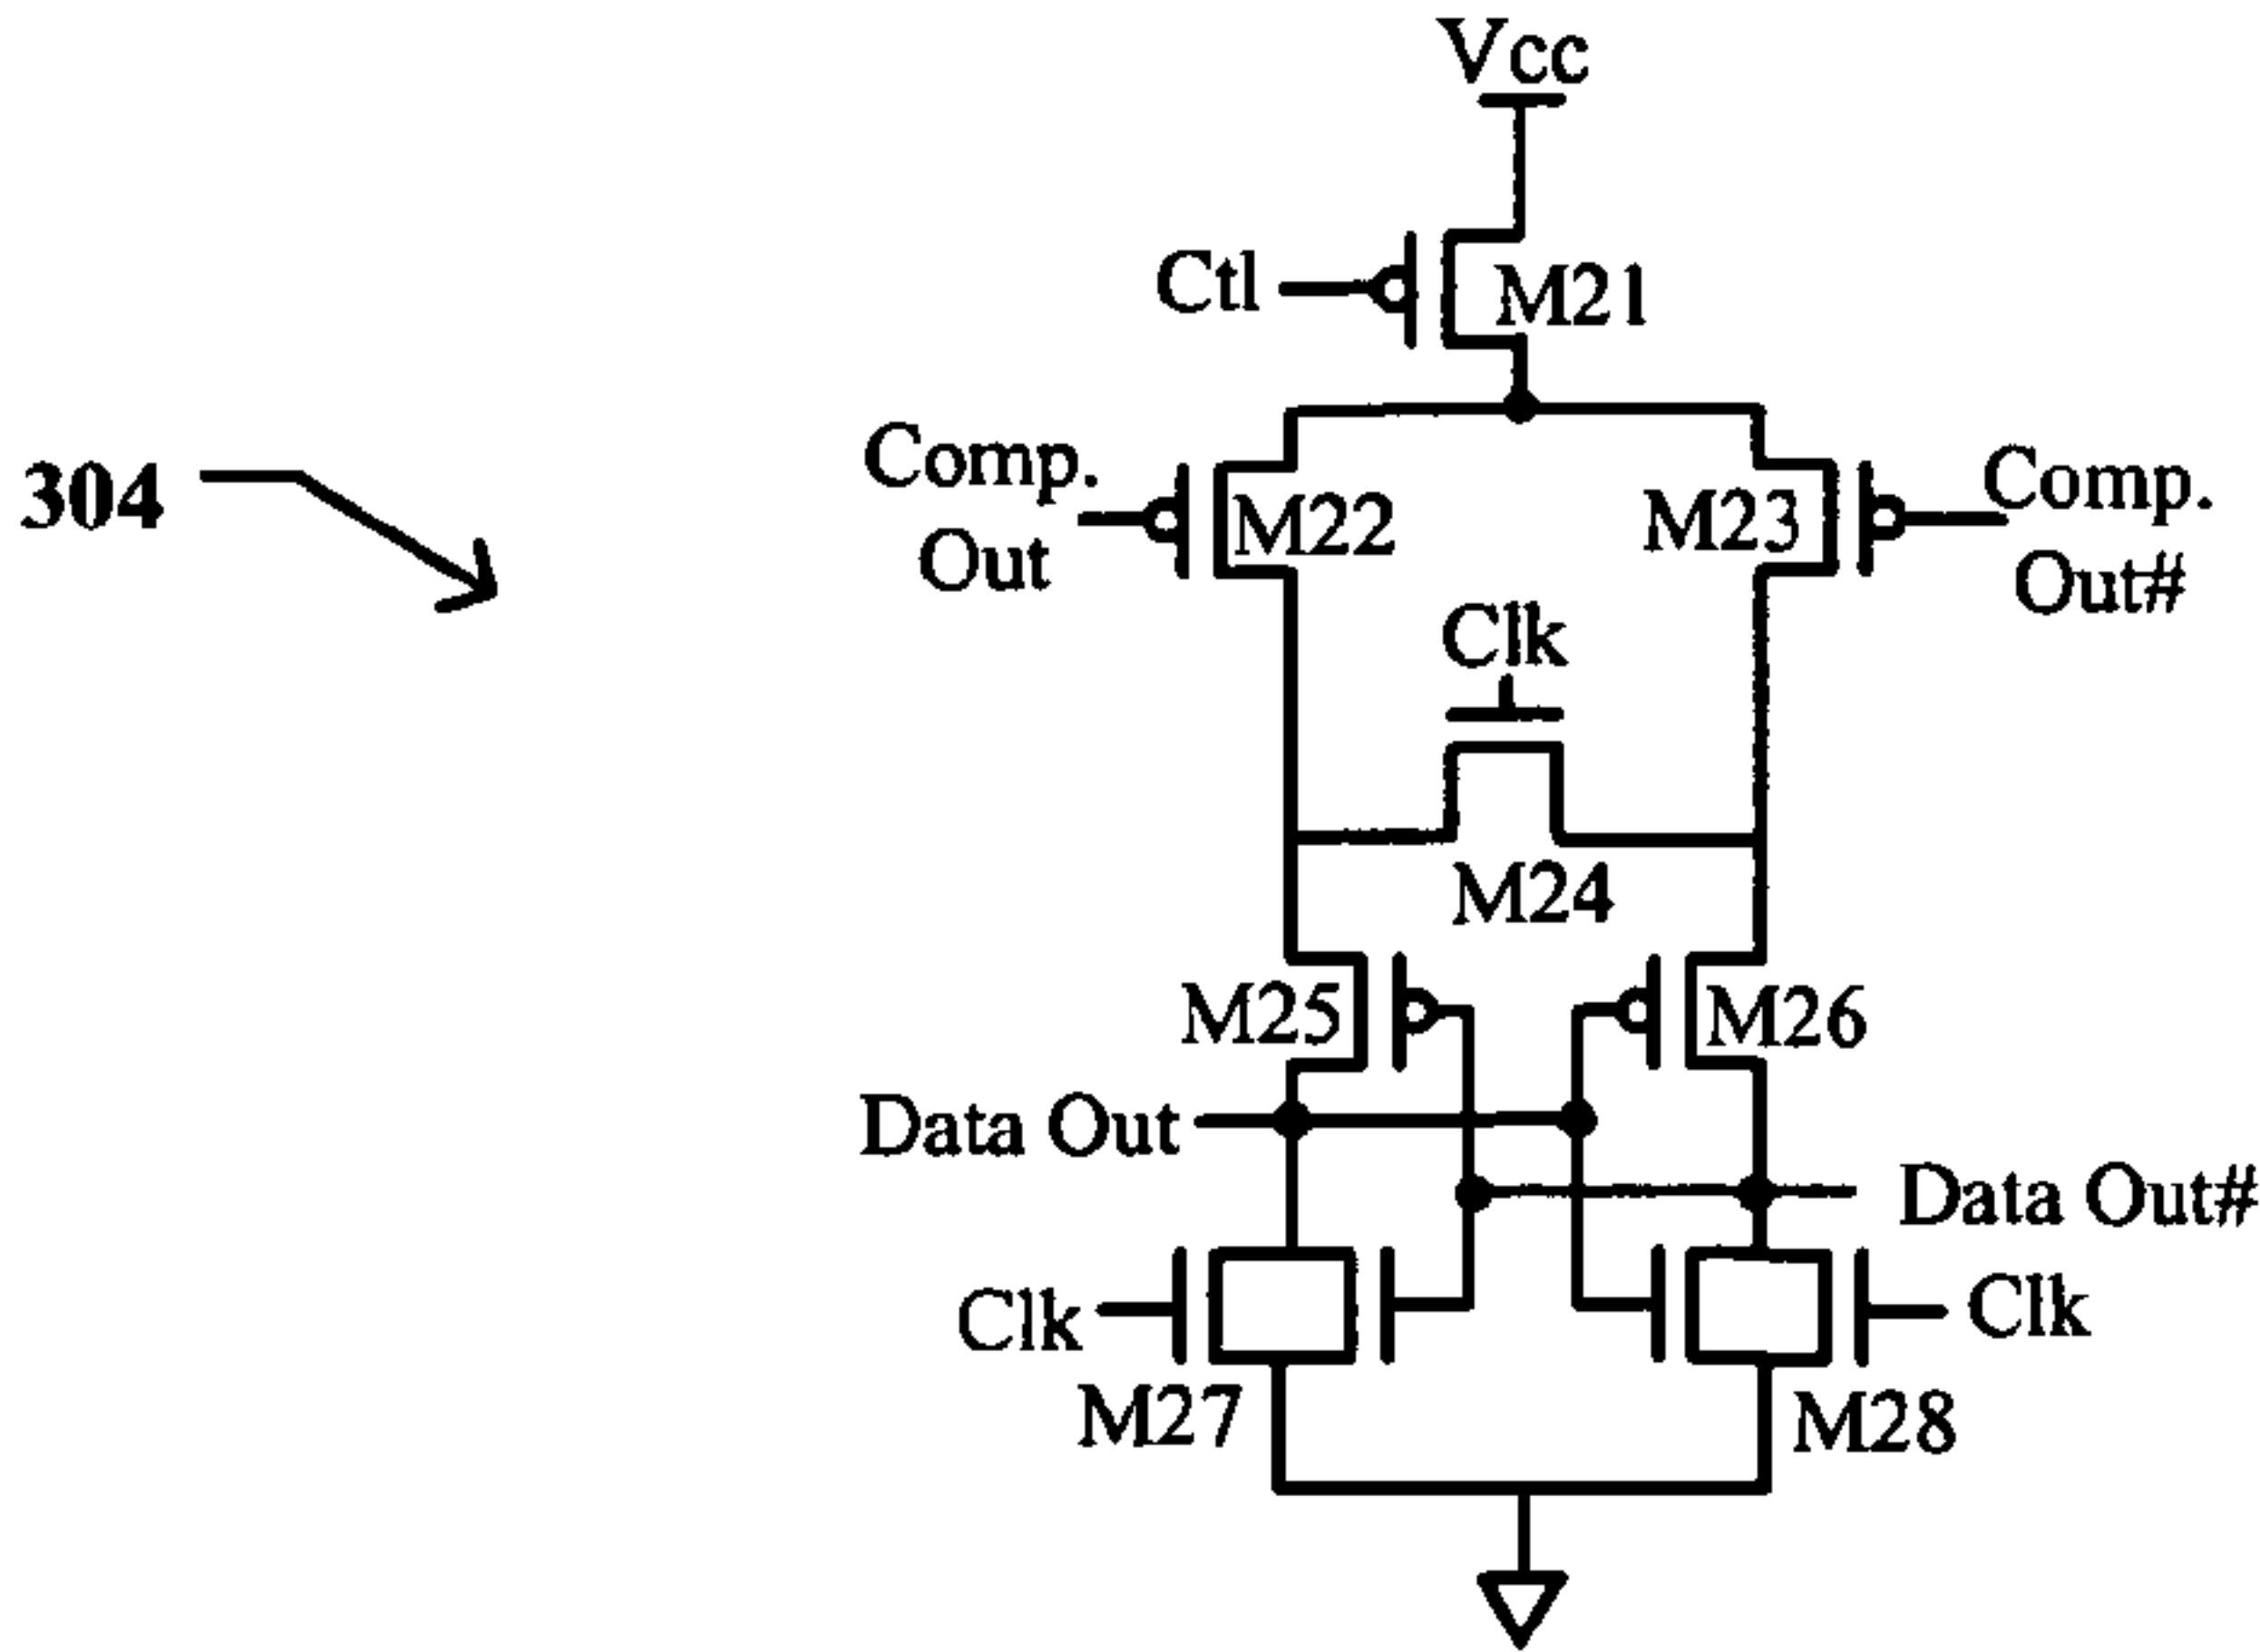 Vcc
Ctl
M21
Comp.
Out
M22
M23
Comp.
Out#
304
Clk
M24
M25
M26
Data Out
Data Out#
Clk
Clk
M27
M28